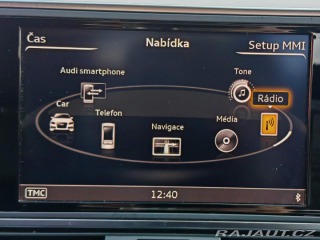 Čas
Nabídka
Setup MMI
Audi smartphone
Tone
Rádio
Car
Telefon
Navigace
Média
TMC
12:40
RAJAUT.CZ